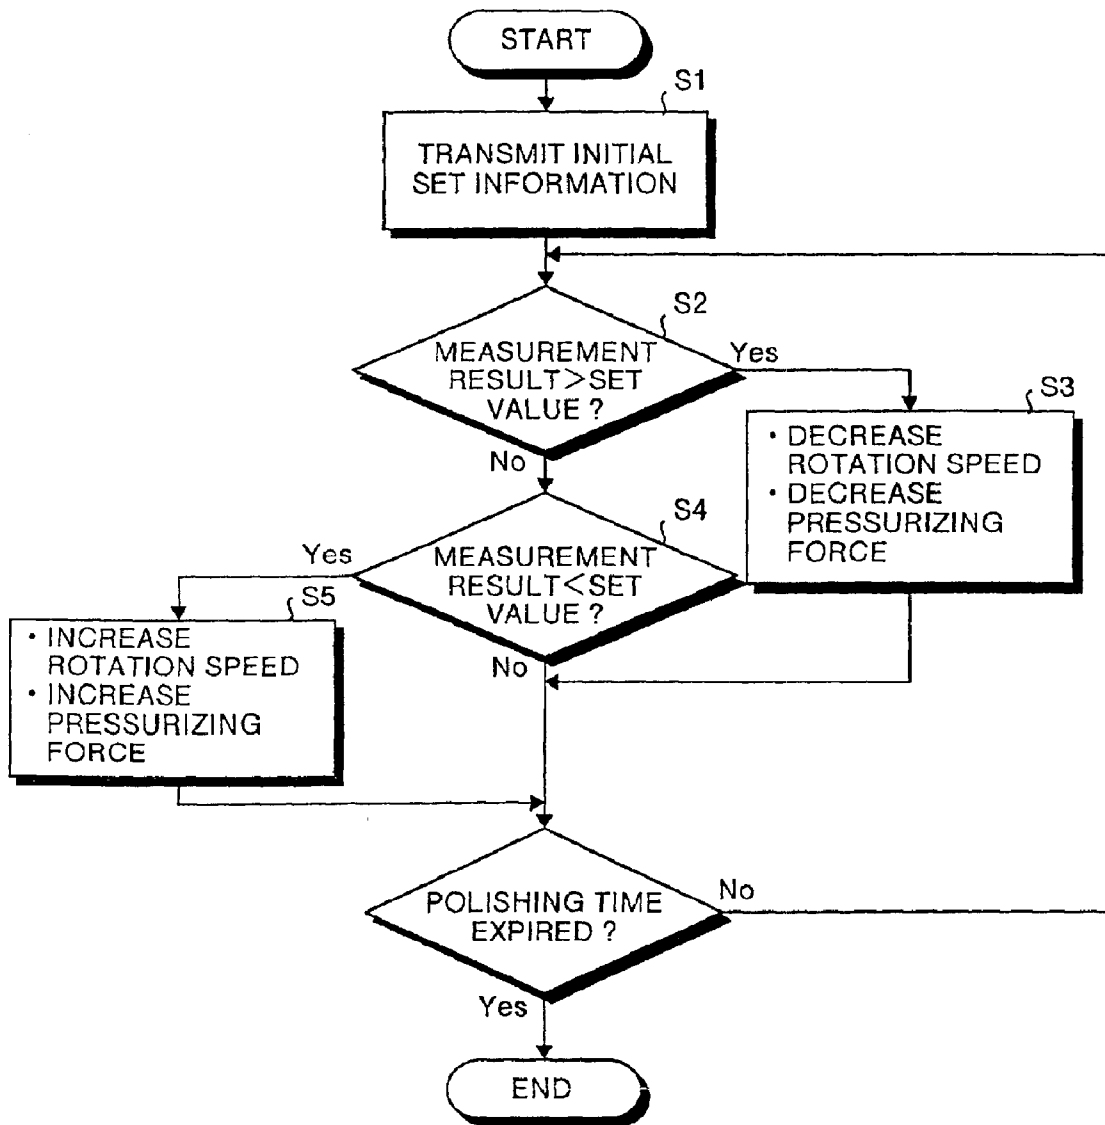 START
S1
TRANSMIT INITIAL
SET INFORMATION
S2
MEASUREMENT
RESULT>SET
VALUE ?
Yes
No
S3
• DECREASE
ROTATION SPEED
• DECREASE
PRESSURIZING
FORCE
S4
MEASUREMENT
RESULT<SET
VALUE ?
Yes
No
S5
• INCREASE
ROTATION SPEED
• INCREASE
PRESSURIZING
FORCE
POLISHING TIME
EXPIRED ?
No
Yes
END